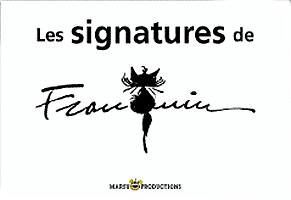 Les signatures de
Franquin
MARSU PRODUCTIONS